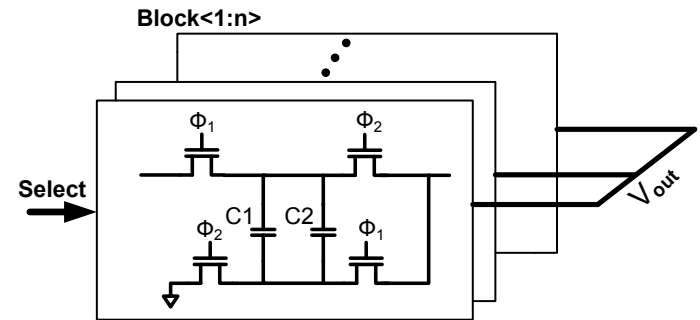 Block<1:n>
Φ1 Φ2
Select
C1 C2
Φ2 Φ1
Vout